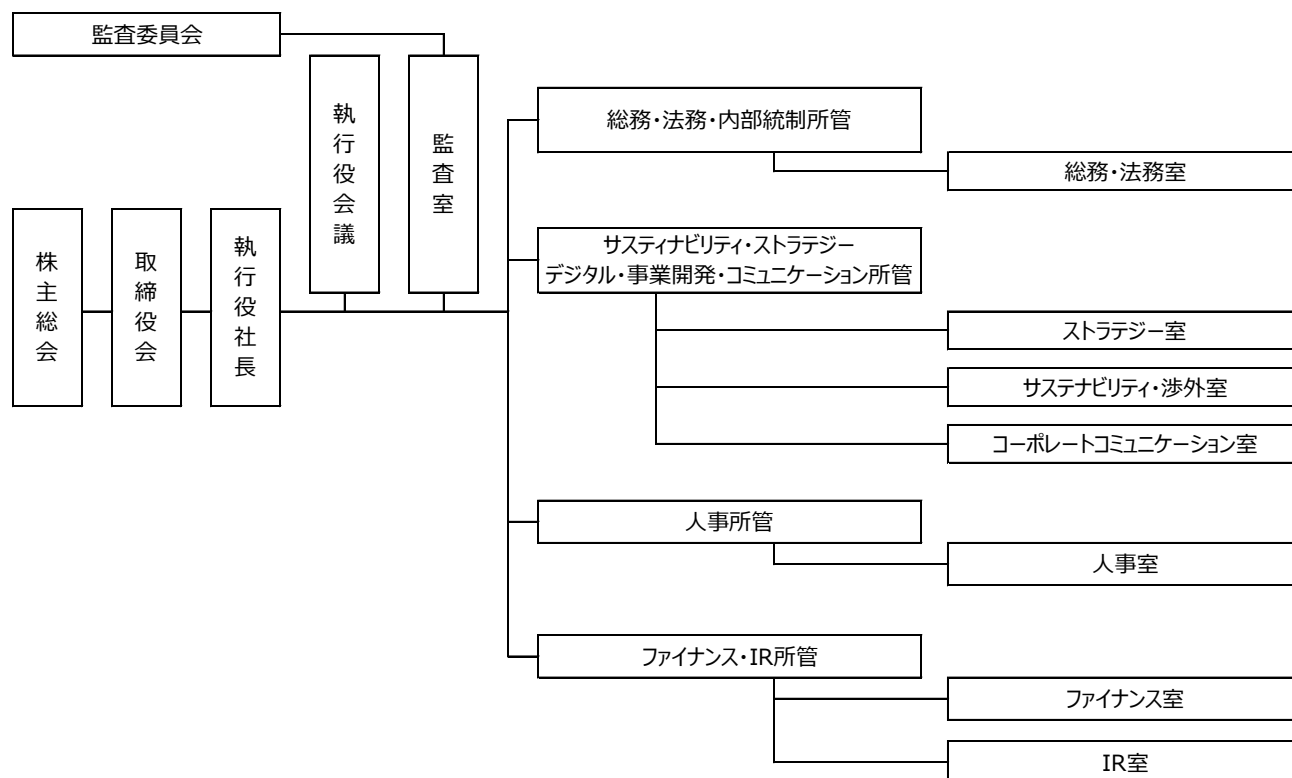 監査委員会
執行役会議
監査室
株主総会
取締役会
執行役社長
総務・法務・内部統制所管
総務・法務室
サスティナビリティ・ストラテジー
デジタル・事業開発・コミュニケーション所管
ストラテジー室
サステナビリティ・渉外室
コーポレートコミュニケーション室
人事所管
人事室
ファイナンス・IR所管
ファイナンス室
IR室